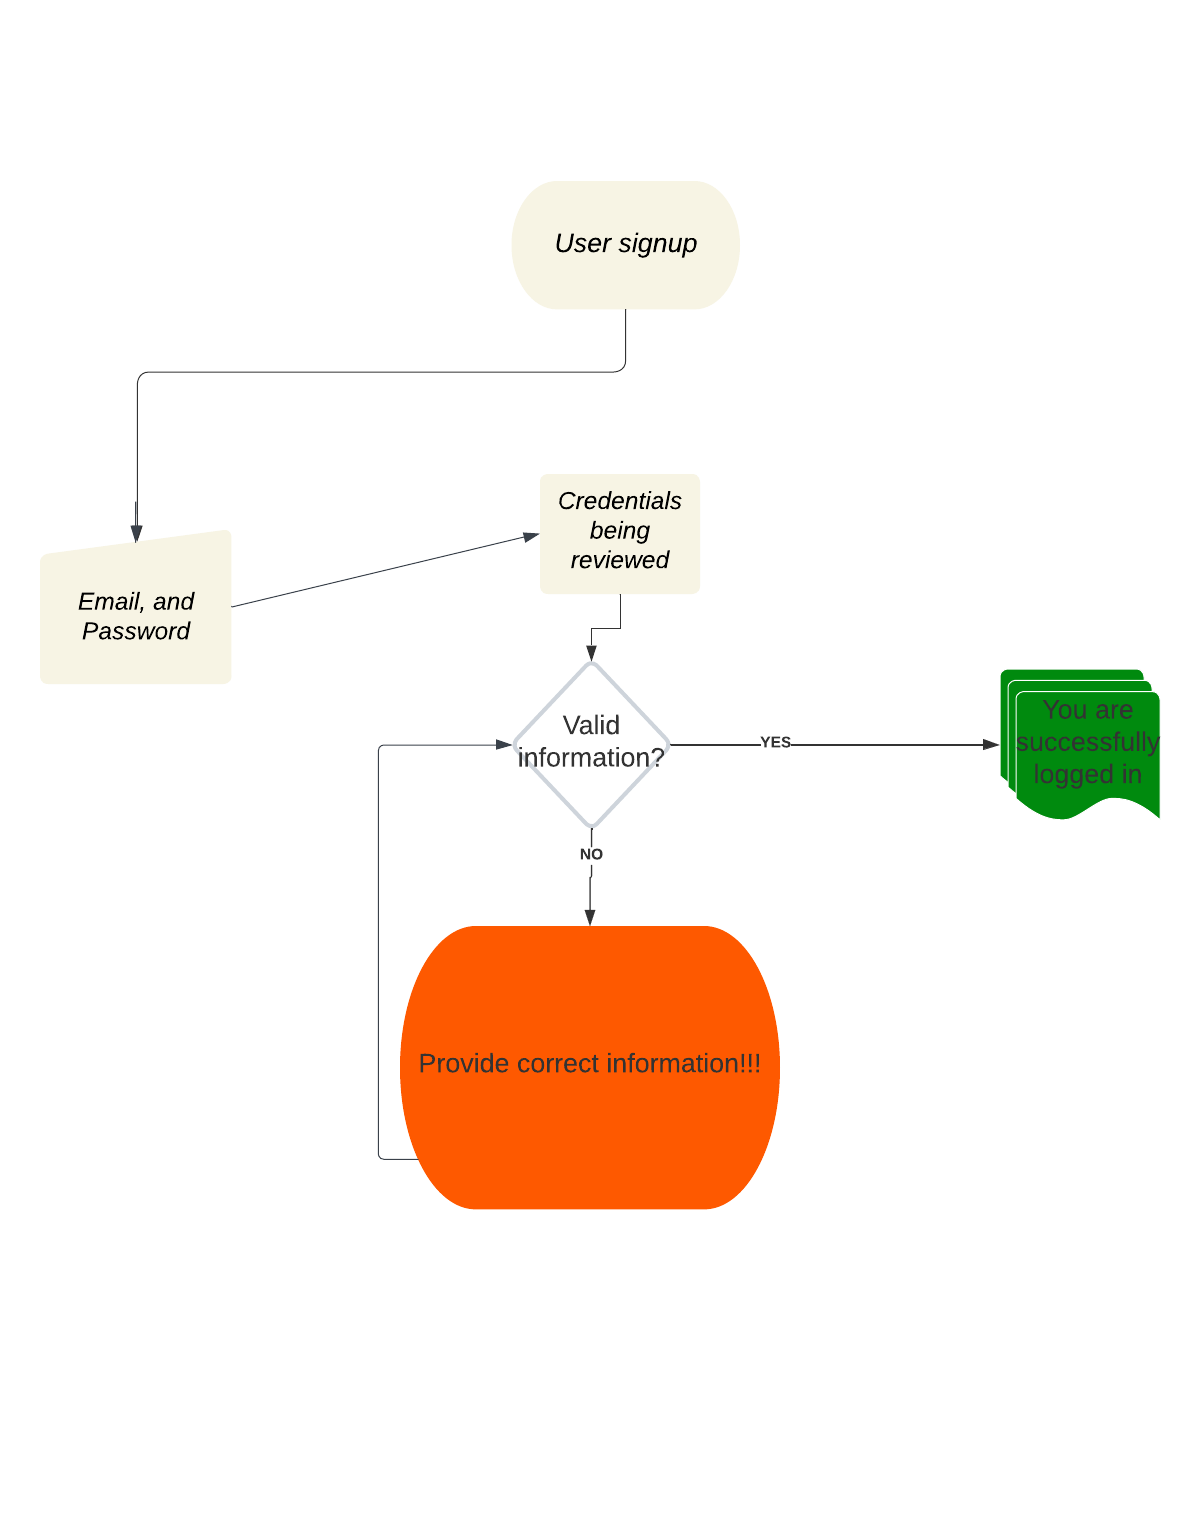 User signup
Credentials
being
reviewed
Email, and
Password
Valid
information?
YES
You are
successfully
logged in
NO
Provide correct information!!!